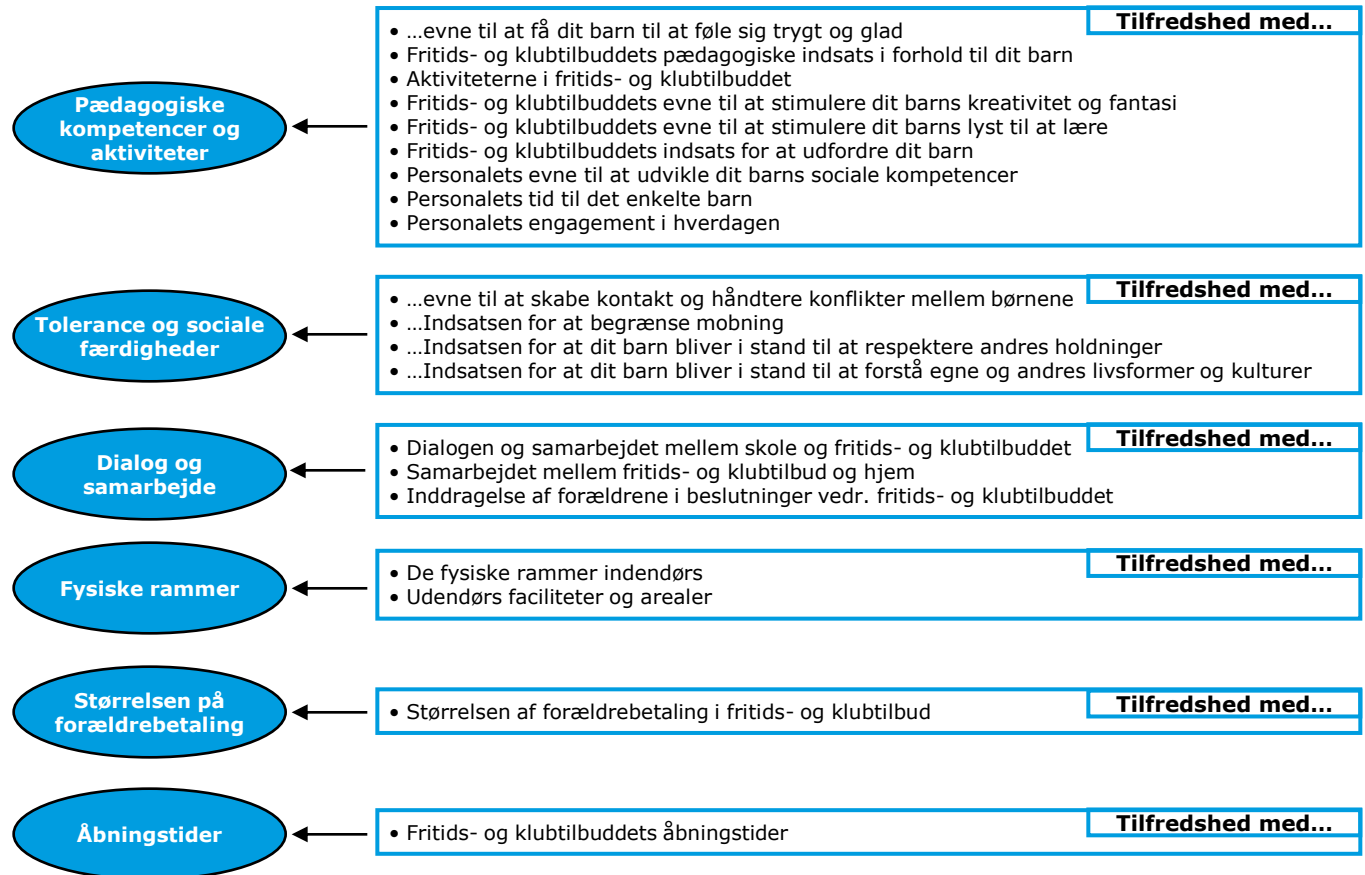 Pædagogiske
kompetencer og
aktiviteter
Tilfredshed med...
• …evne til at få dit barn til at føle sig trygt og glad
• Fritids- og klubtilbuddets pædagogiske indsats i forhold til dit barn
• Aktiviteterne i fritids- og klubtilbuddet
• Fritids- og klubtilbuddets evne til at stimulere dit barns kreativitet og fantasi
• Fritids- og klubtilbuddets evne til at stimulere dit barns lyst til at lære
• Fritids- og klubtilbuddets indsats for at udfordre dit barn
• Personalets evne til at udvikle dit barns sociale kompetencer
• Personalets tid til det enkelte barn
• Personalets engagement i hverdagen
Tolerance og sociale
færdigheder
Tilfredshed med...
• …evne til at skabe kontakt og håndtere konflikter mellem børnene
• …Indsatsen for at begrænse mobning
• …Indsatsen for at dit barn bliver i stand til at respektere andres holdninger
• …Indsatsen for at dit barn bliver i stand til at forstå egne og andres livsformer og kulturer
Dialog og
samarbejde
Tilfredshed med...
• Dialogen og samarbejdet mellem skole og fritids- og klubtilbuddet
• Samarbejdet mellem fritids- og klubtilbud og hjem
• Inddragelse af forældrene i beslutninger vedr. fritids- og klubtilbuddet
Fysiske rammer
Tilfredshed med...
• De fysiske rammer indendørs
• Udendørs faciliteter og arealer
Størrelsen på
forældrebetaling
Tilfredshed med...
• Størrelsen af forældrebetaling i fritids- og klubtilbud
Åbningstider
Tilfredshed med...
• Fritids- og klubtilbuddets åbningstider